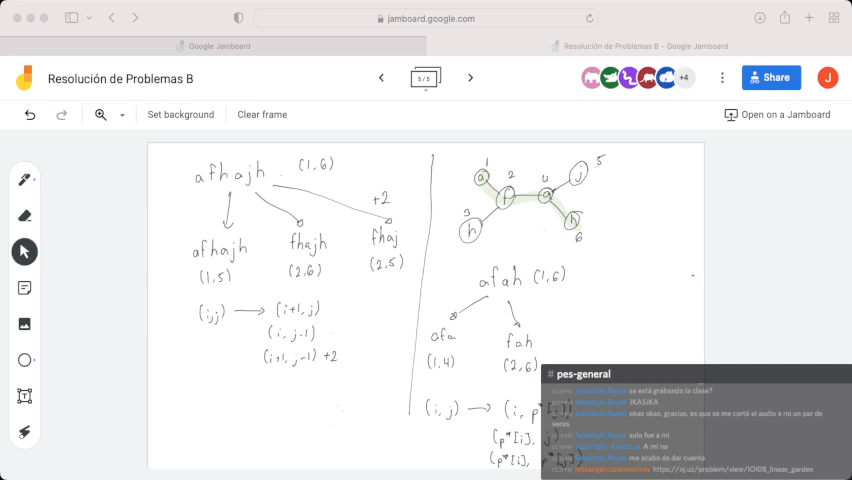 jamboard.google.com
Google Jamboard
Resolución de Problemas B - Google Jamboard
Resolución de Problemas B
5/5
+4
Share
J
Set background
Clear frame
Open on a Jamboard
afhajh (1,6)
+2
afhajh
fhajh
fhaj
(1,5)
(2,6)
(2,5)
(i,j) → (i+1, j)
(i, j-1)
(i+1, j-1) +2
1
a
2
f
3
h
4
a
5
j
h
6
afah (1,6)
afa
fah
(1,4)
(2,6)
(i, j) → (i, p*[j])
(p*[i], j)
(p*[i], p*[j])
# pes-general
Sebastián Reyes se está grabando la clase?
Sebastián Reyes JKASJKA
Sebastián Reyes okas okas, gracias, es que se me cortó el audio a mi un par de
veces
Sebastián Reyes solo fue a mi
A mi no
Sebastián Reyes me acabo de dar cuenta
https://oj.uz/problem/view/IOI08_linear_garden